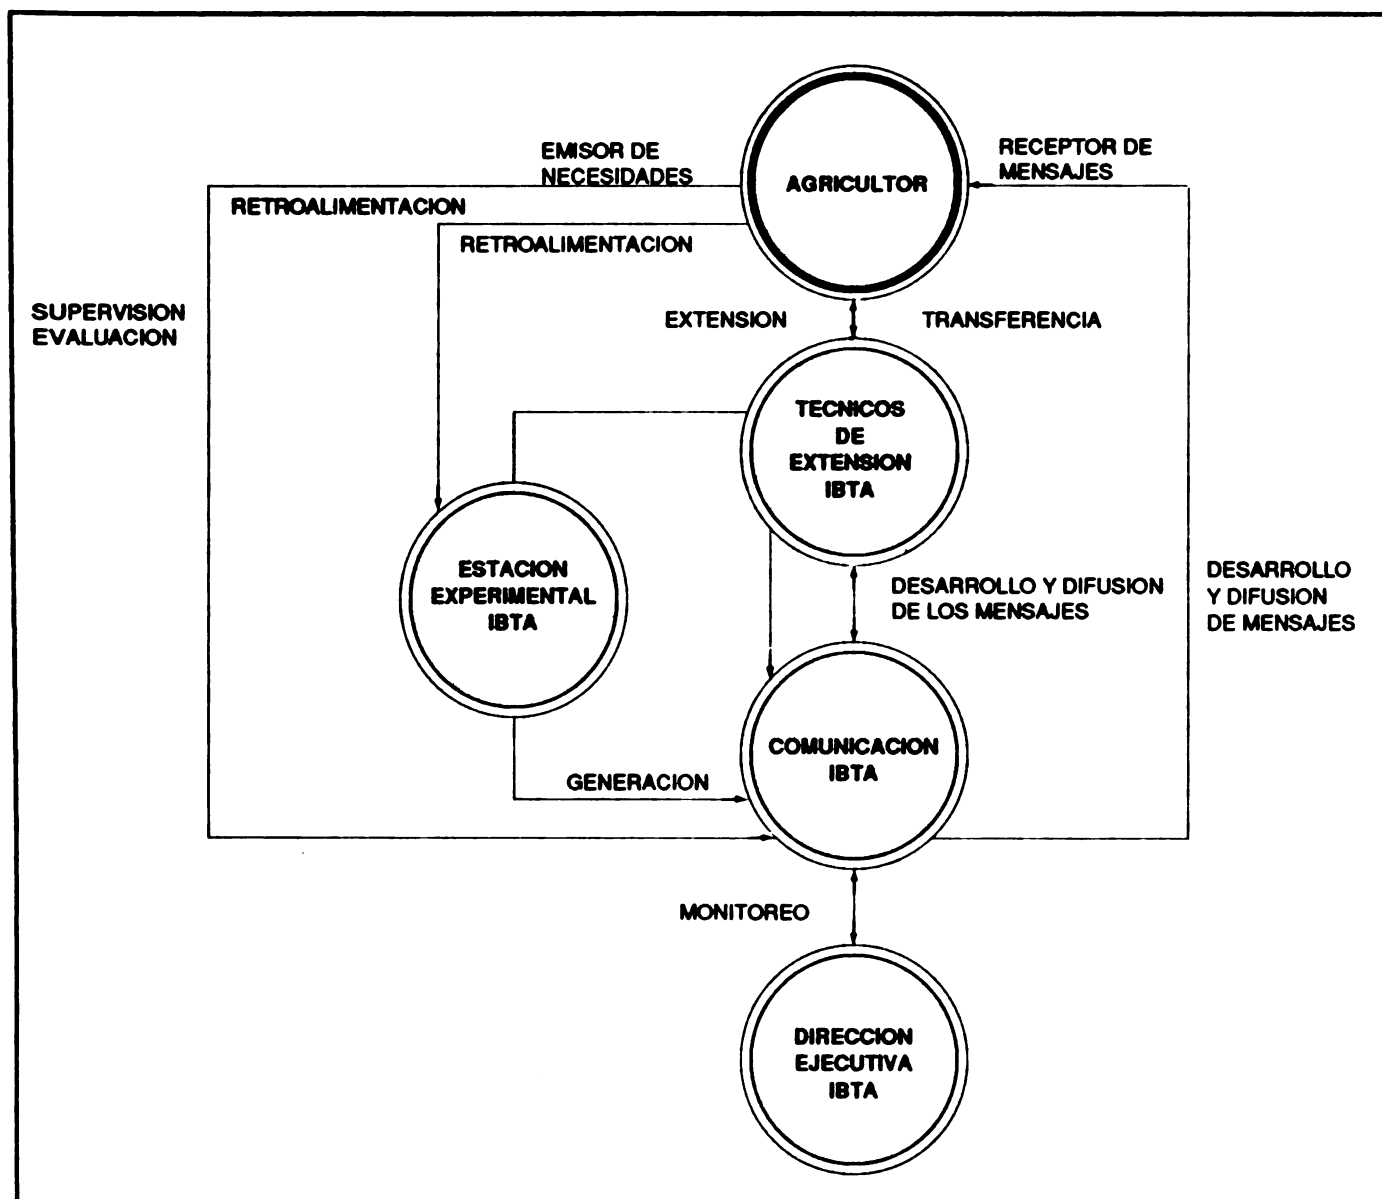 EMISOR DE
NECESIDADES
RECEPTOR DE
MENSAJES
AGRICULTOR
RETROALIMENTACION
RETROALIMENTACION
SUPERVISION
EVALUACION
EXTENSION
TRANSFERENCIA
TECNICOS
DE
EXTENSION
IBTA
ESTACION
EXPERIMENTAL
IBTA
DESARROLLO Y DIFUSION
DE LOS MENSAJES
DESARROLLO
Y DIFUSION
DE MENSAJES
COMUNICACION
IBTA
GENERACION
MONITOREO
DIRECCION
EJECUTIVA
IBTA